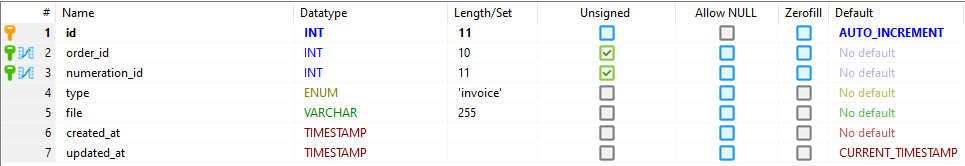 # Name Datatype Length/Set Unsigned Allow NULL Zerofill Default
1 id INT 11 AUTO_INCREMENT
2 order_id INT 10 No default
3 numeration_id INT 11 No default
4 type ENUM 'invoice' No default
5 file VARCHAR 255 No default
6 created_at TIMESTAMP No default
7 updated_at TIMESTAMP CURRENT_TIMESTAMP